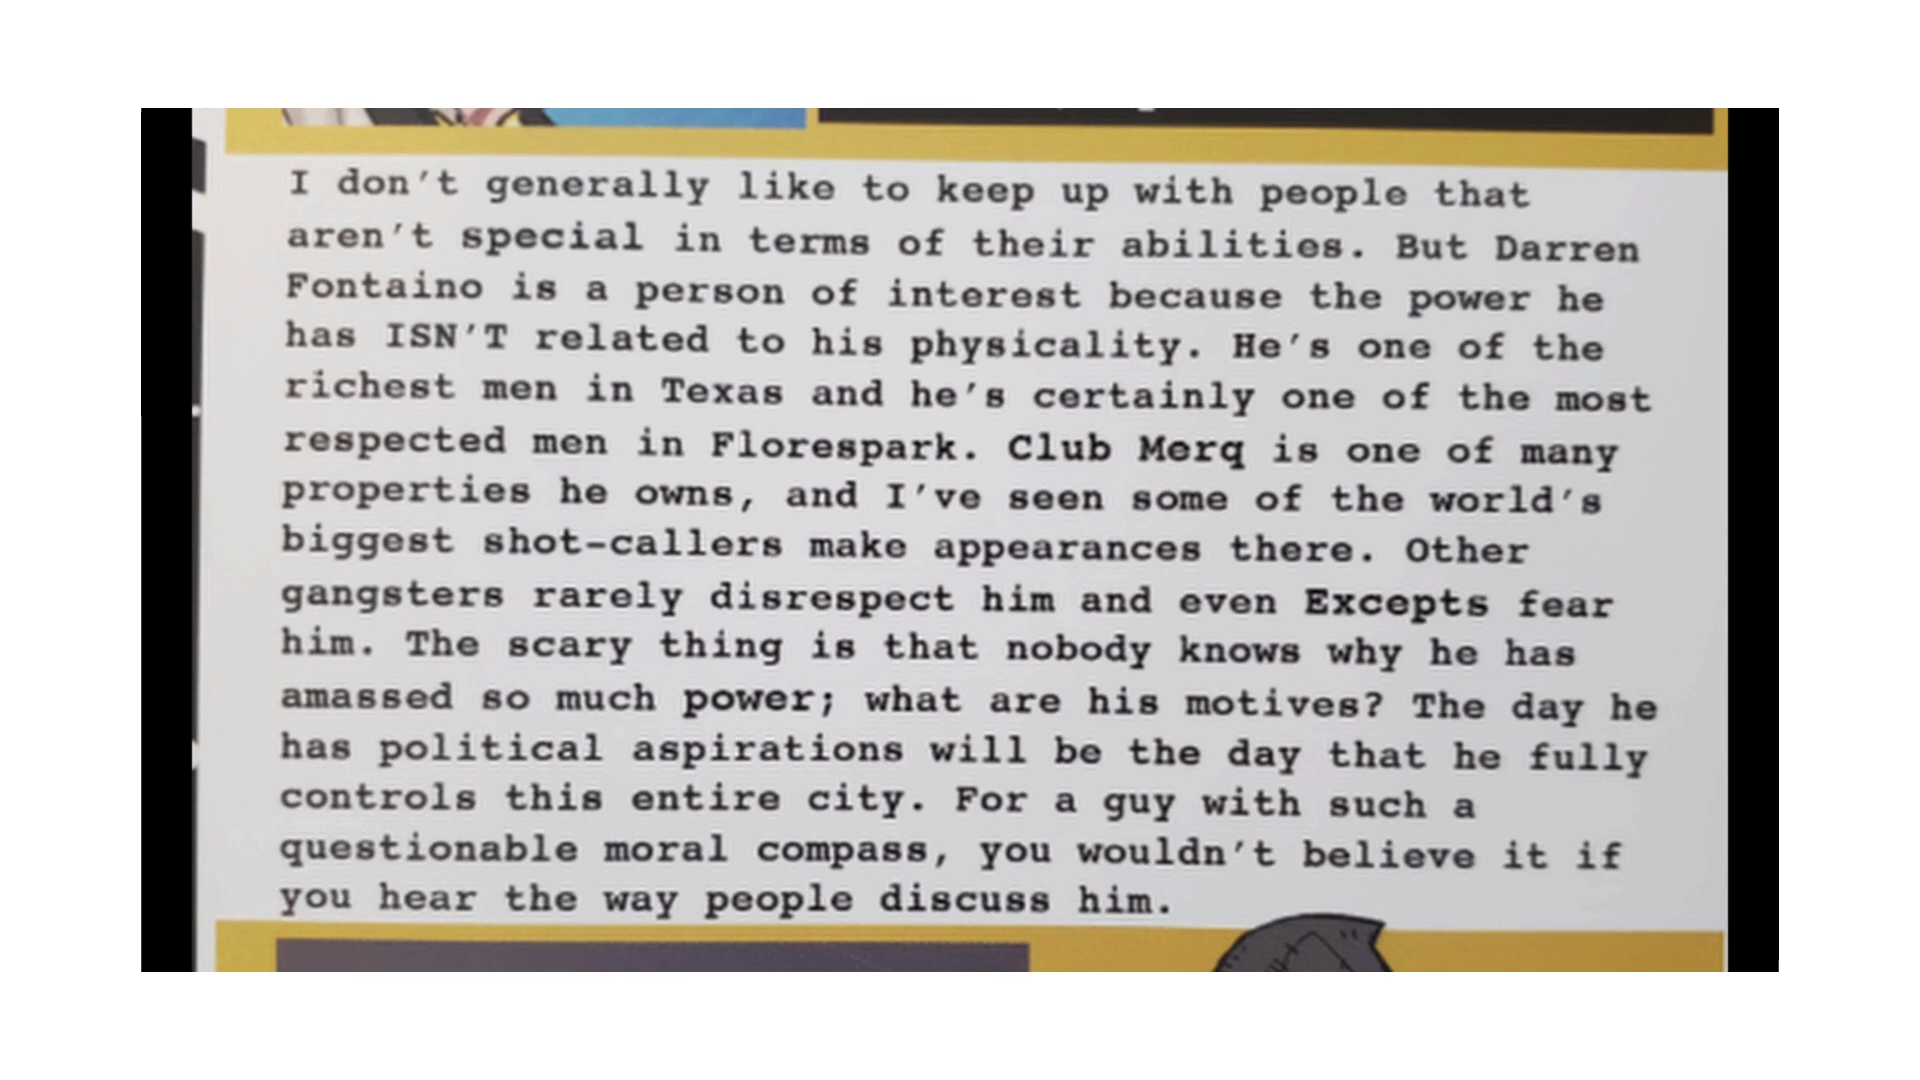 I don't generally like to keep up with people that
aren't special in terms of their abilities. But Darren
Fontaino is a person of interest because the power he
has ISN'T related to his physicality. He's one of the
richest men in Texas and he's certainly one of the most
respected men in Florespark. Club Merq is one of many
properties he owns, and I've seen some of the world's
biggest shot-callers make appearances there. Other
gangsters rarely disrespect him and even Excepts fear
him. The scary thing is that nobody knows why he has
amassed so much power; what are his motives? The day he
has political aspirations will be the day that he fully
controls this entire city. For a guy with such a
questionable moral compass, you wouldn't believe it if
you hear the way people discuss him.